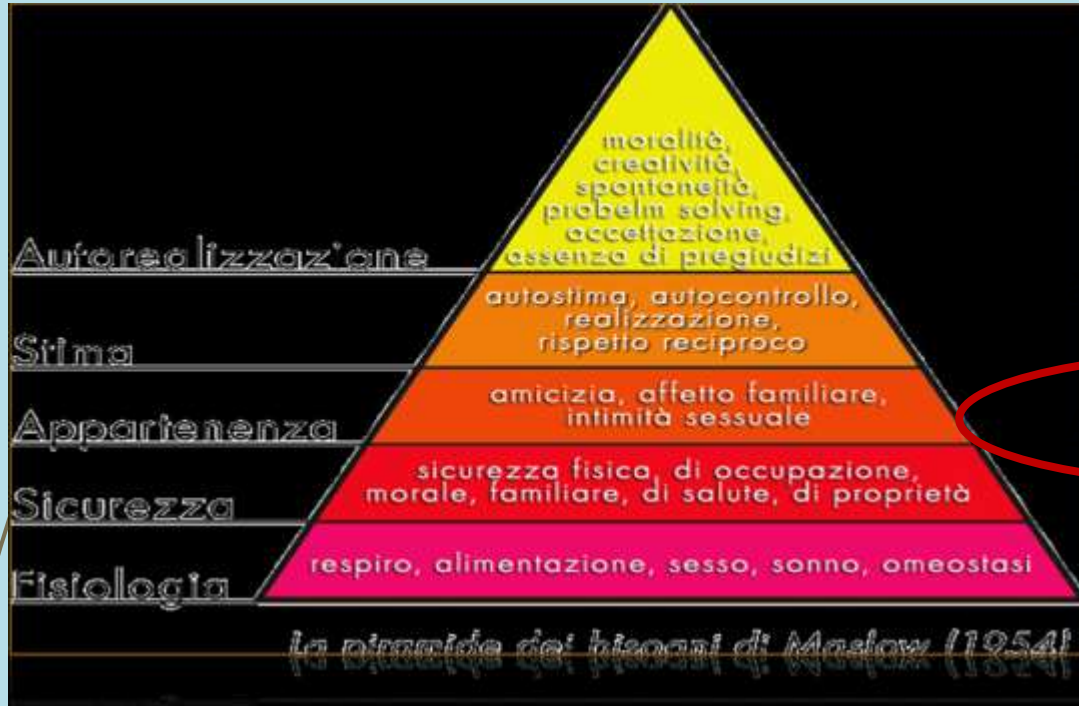 moralità,
creatività,
spontaneità,
probelm solving,
accettazione,
assenza di pregiudizi
Autorealizzazione
autostima, autocontrollo,
realizzazione,
rispetto reciproco
Stima
amicizia, affetto familiare,
intimità sessuale
Appartenenza
sicurezza fisica, di occupazione,
morale, familiare, di salute, di proprietà
Sicurezza
respiro, alimentazione, sesso, sonno, omeostasi
Fisiologia
La piramide dei bisogni di Maslow (1954)